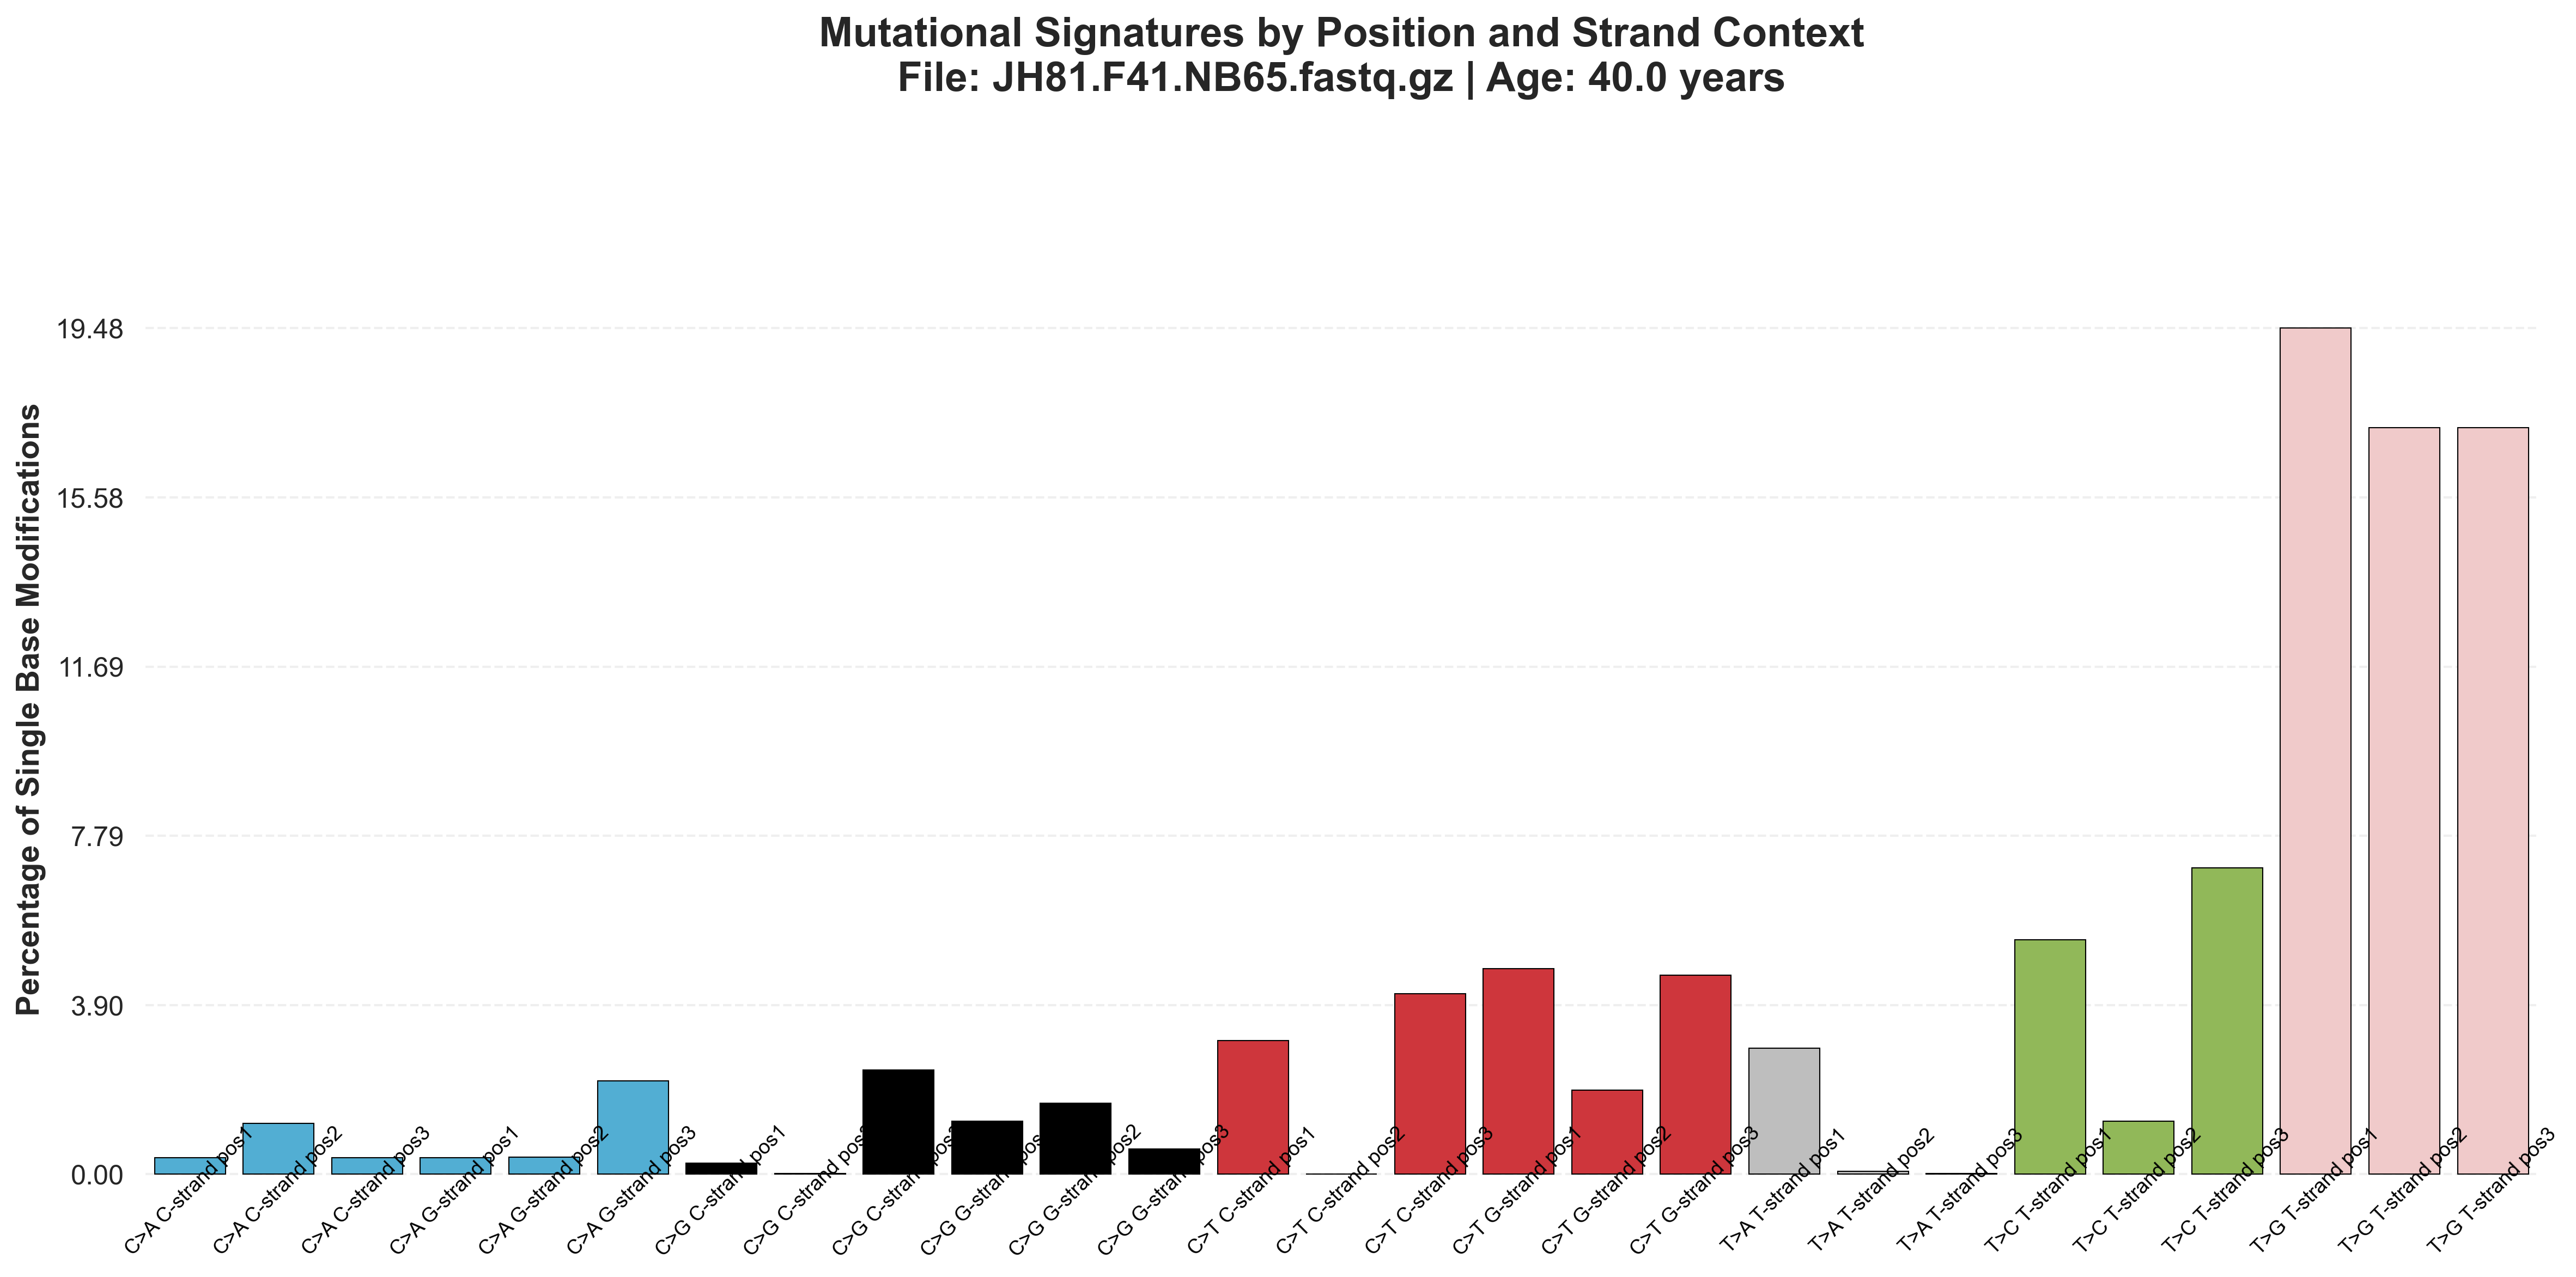 Mutational Signatures by Position and Strand Context
File: JH81.F41.NB65.fastq.gz | Age: 40.0 years
Percentage of Single Base Modifications
19.48
15.58
11.69
7.79
3.90
0.00
C>A C-strand pos1
C>A C-strand pos2
C>A C-strand pos3
C>A G-strand pos1
C>A G-strand pos2
C>A G-strand pos3
C>G C-strand pos1
C>G C-strand pos2
C>G C-strand pos3
C>G G-strand pos1
C>G G-strand pos2
C>G G-strand pos3
C>T C-strand pos1
C>T C-strand pos2
C>T C-strand pos3
C>T G-strand pos1
C>T G-strand pos2
C>T G-strand pos3
T>A T-strand pos1
T>A T-strand pos2
T>A T-strand pos3
T>C T-strand pos1
T>C T-strand pos2
T>C T-strand pos3
T>G T-strand pos1
T>G T-strand pos2
T>G T-strand pos3